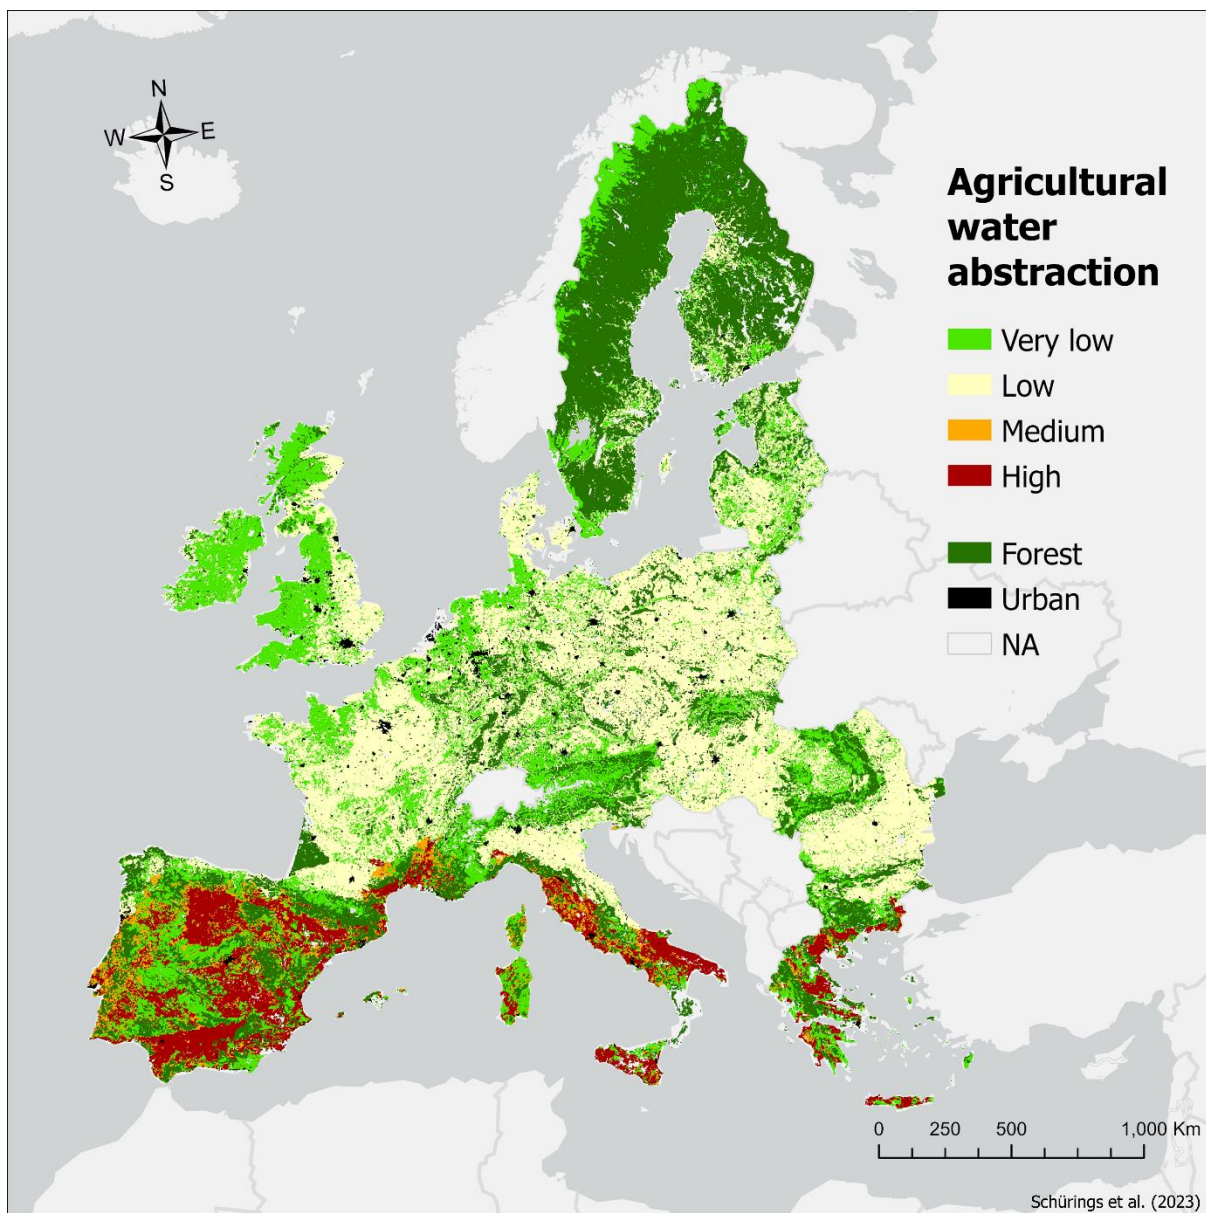 N
W E
S
Agricultural
water
abstraction
Very low
Low
Medium
High
Forest
Urban
NA
0 250 500 1,000 Km
Schürings et al. (2023)